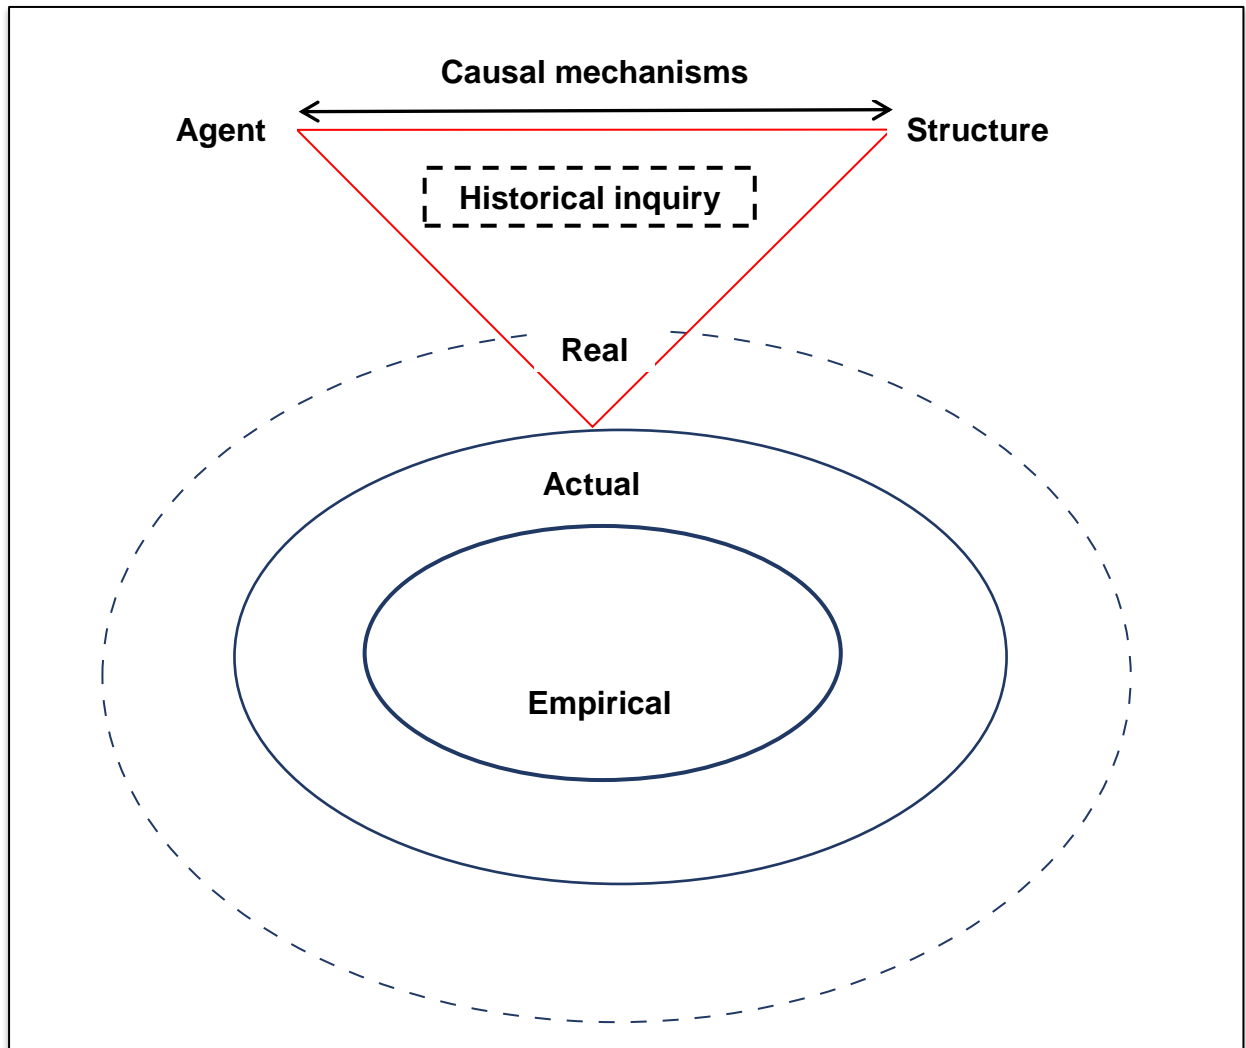 Causal mechanisms
Agent
Structure
Historical inquiry
Real
Actual
Empirical